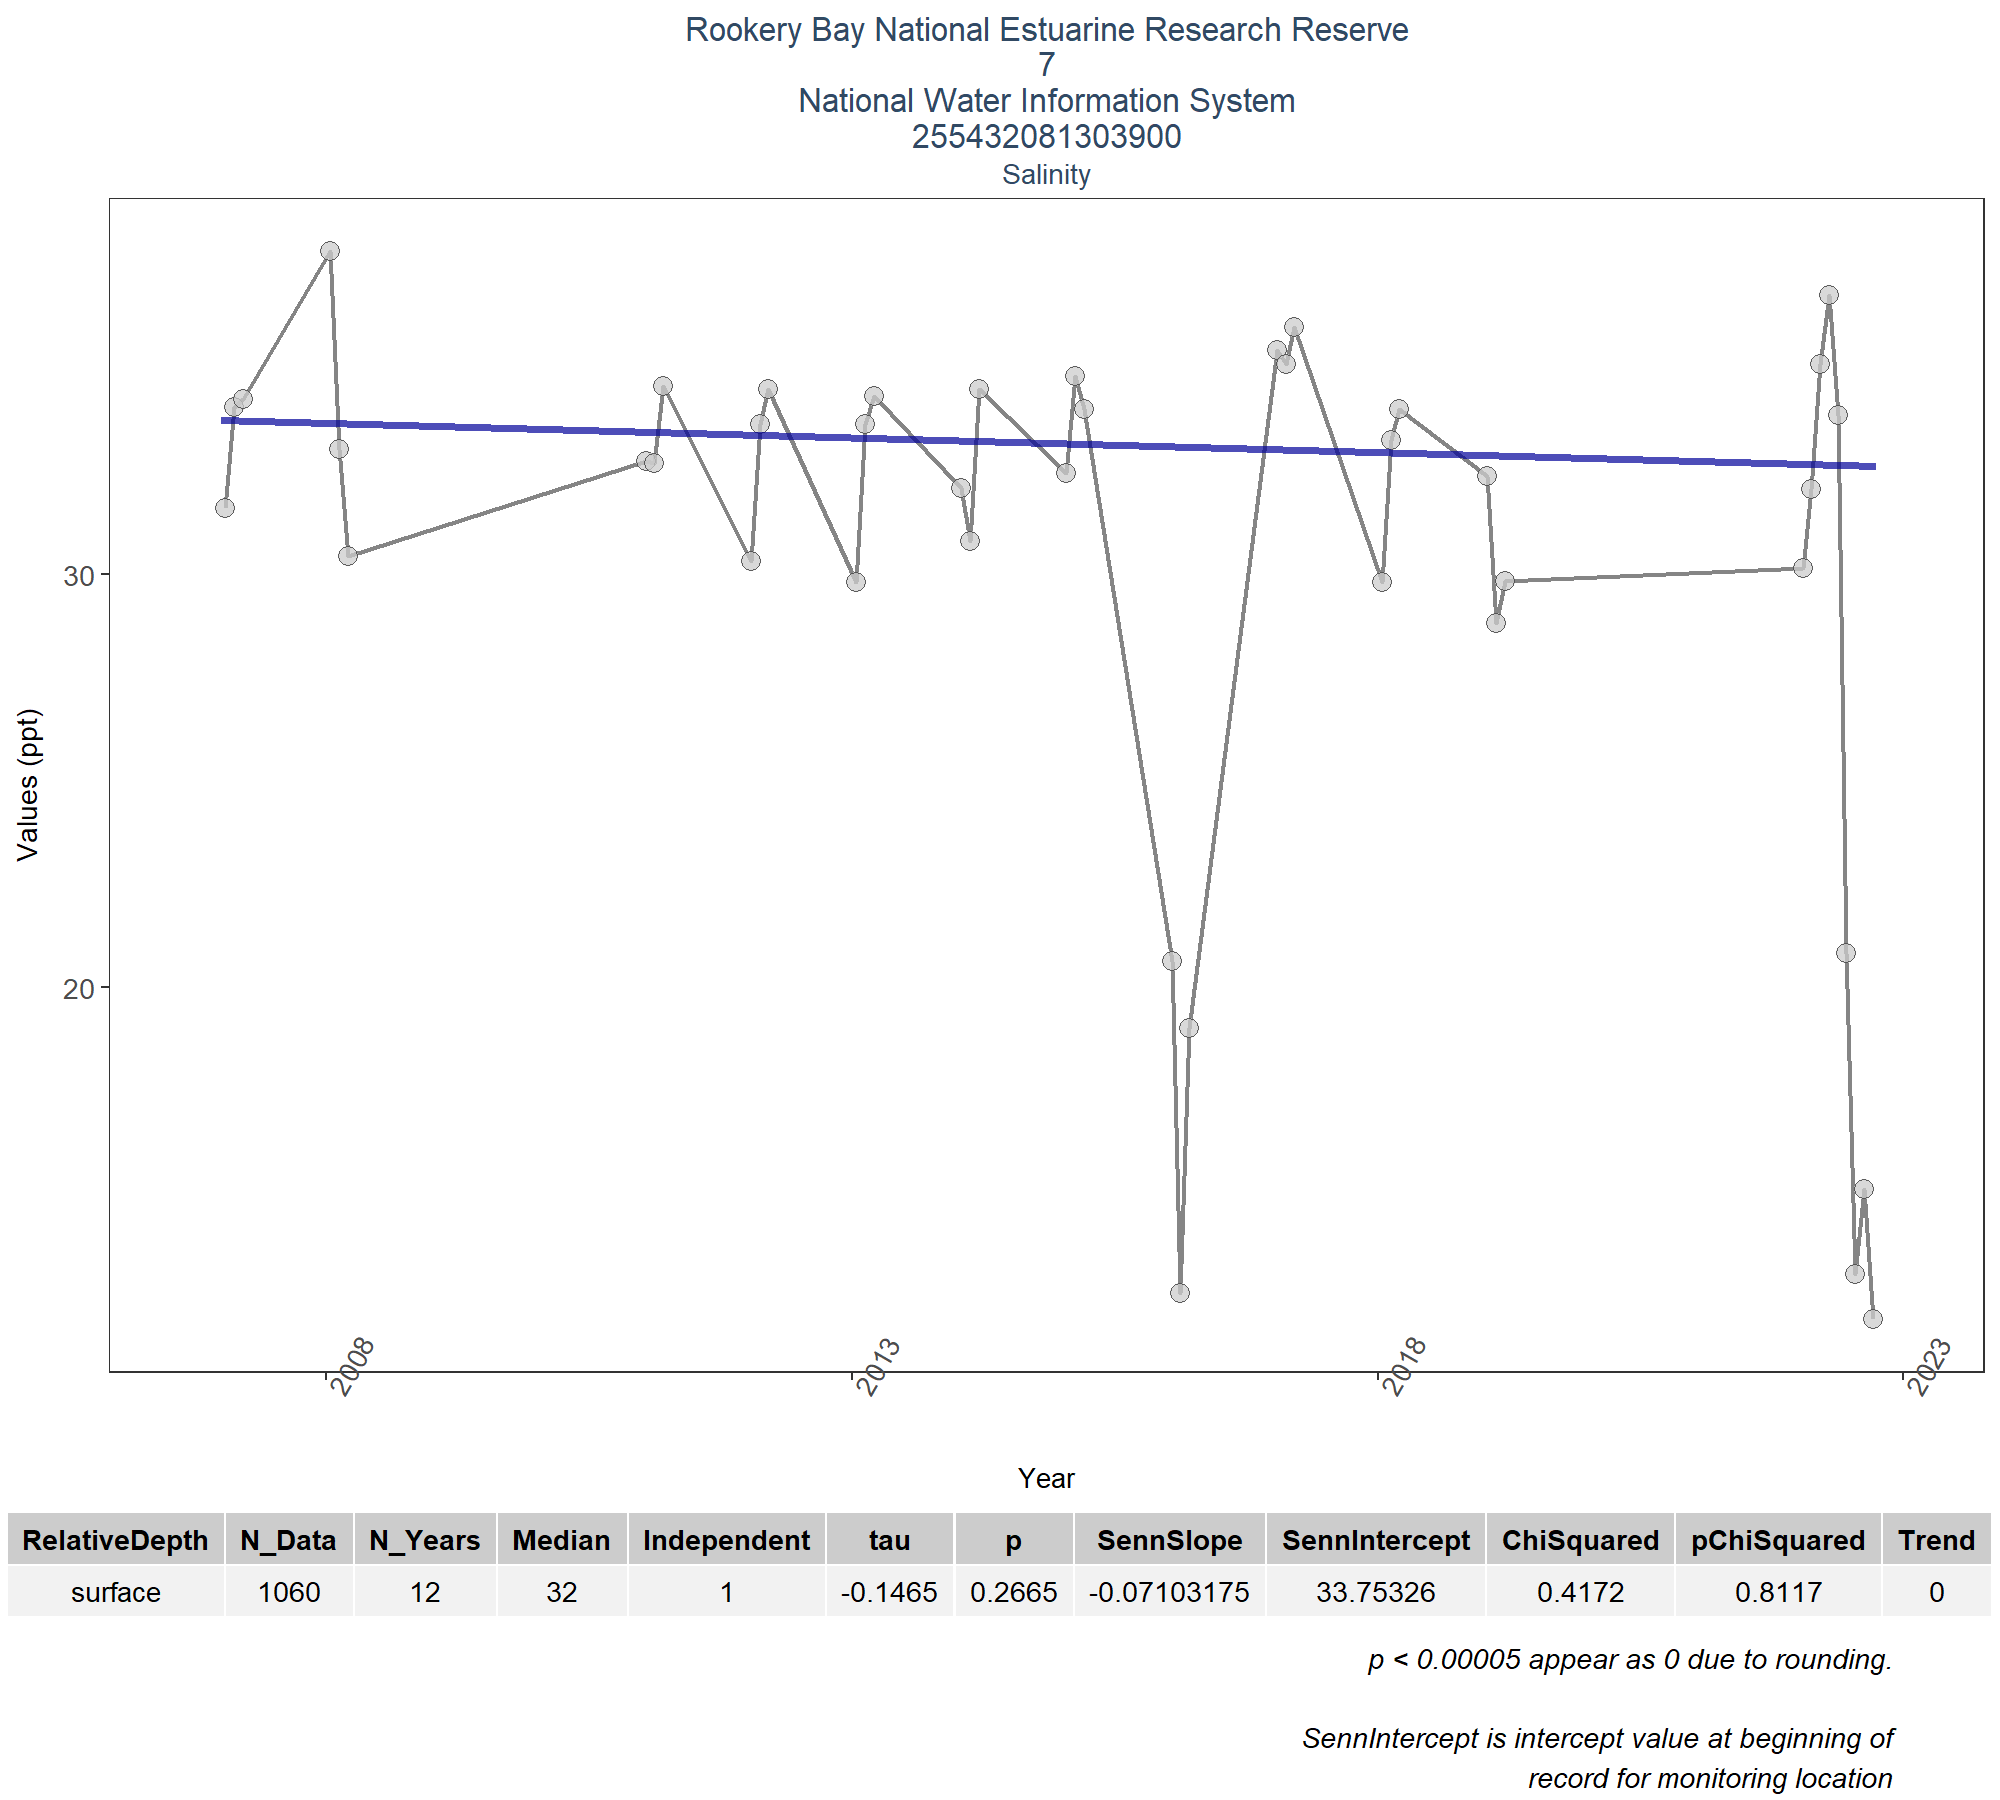 Rookery Bay National Estuarine Research Reserve
7
National Water Information System
255432081303900
Salinity
Values (ppt)
30
20
2008 2013 2018 2023
Year
RelativeDepth N_Data N_Years Median Independent tau p SennSlope SennIntercept ChiSquared pChiSquared Trend
surface 1060 12 32 1 -0.1465 0.2665 -0.07103175 33.75326 0.4172 0.8117 0
p < 0.00005 appear as 0 due to rounding.
SennIntercept is intercept value at beginning of
record for monitoring location